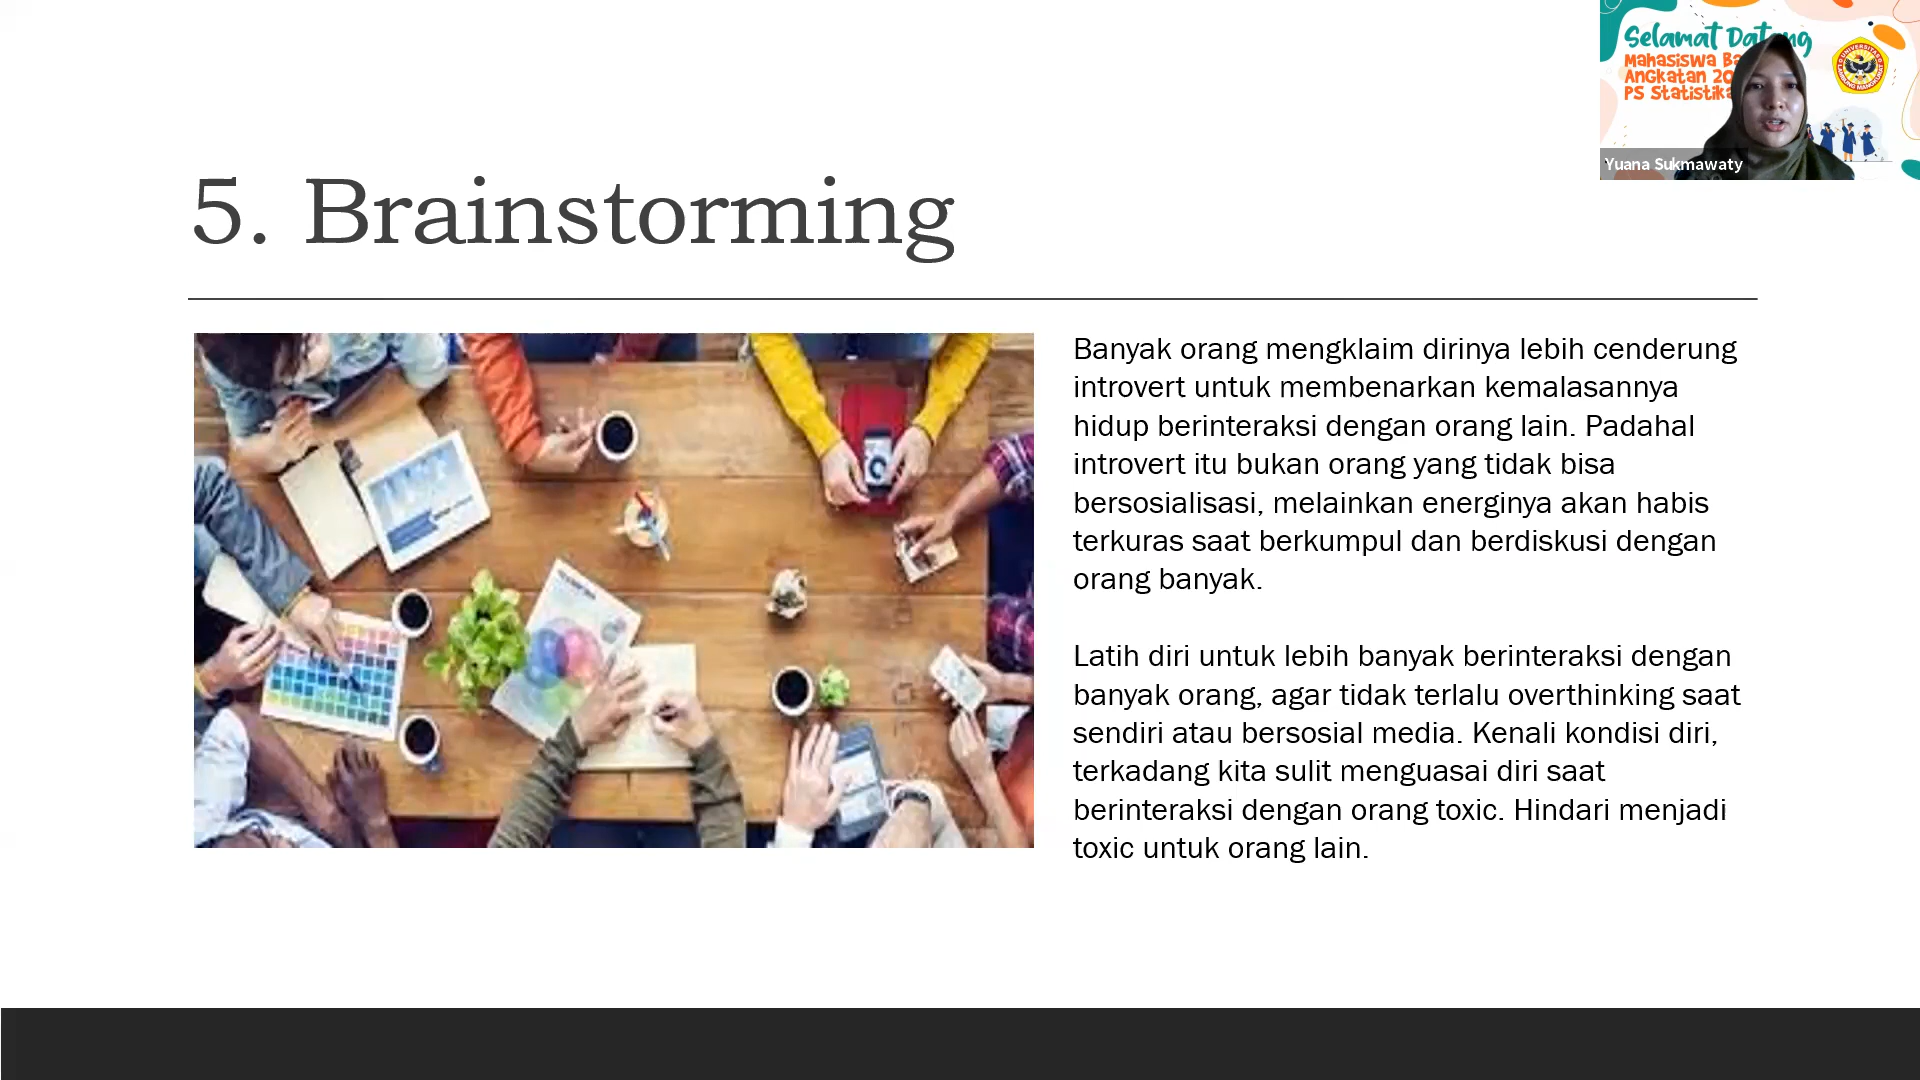 Selamat Datang
Mahasiswa
Angkatan
PS Statistika
Yuana Sukmawaty
5. Brainstorming
Banyak orang mengklaim dirinya lebih cenderung
introvert untuk membenarkan kemalasannya
hidup berinteraksi dengan orang lain. Padahal
introvert itu bukan orang yang tidak bisa
bersosialisasi, melainkan energinya akan habis
terkuras saat berkumpul dan berdiskusi dengan
orang banyak.
Latih diri untuk lebih banyak berinteraksi dengan
banyak orang, agar tidak terlalu overthinking saat
sendiri atau bersosial media. Kenali kondisi diri,
terkadang kita sulit menguasai diri saat
berinteraksi dengan orang toxic. Hindari menjadi
toxic untuk orang lain.